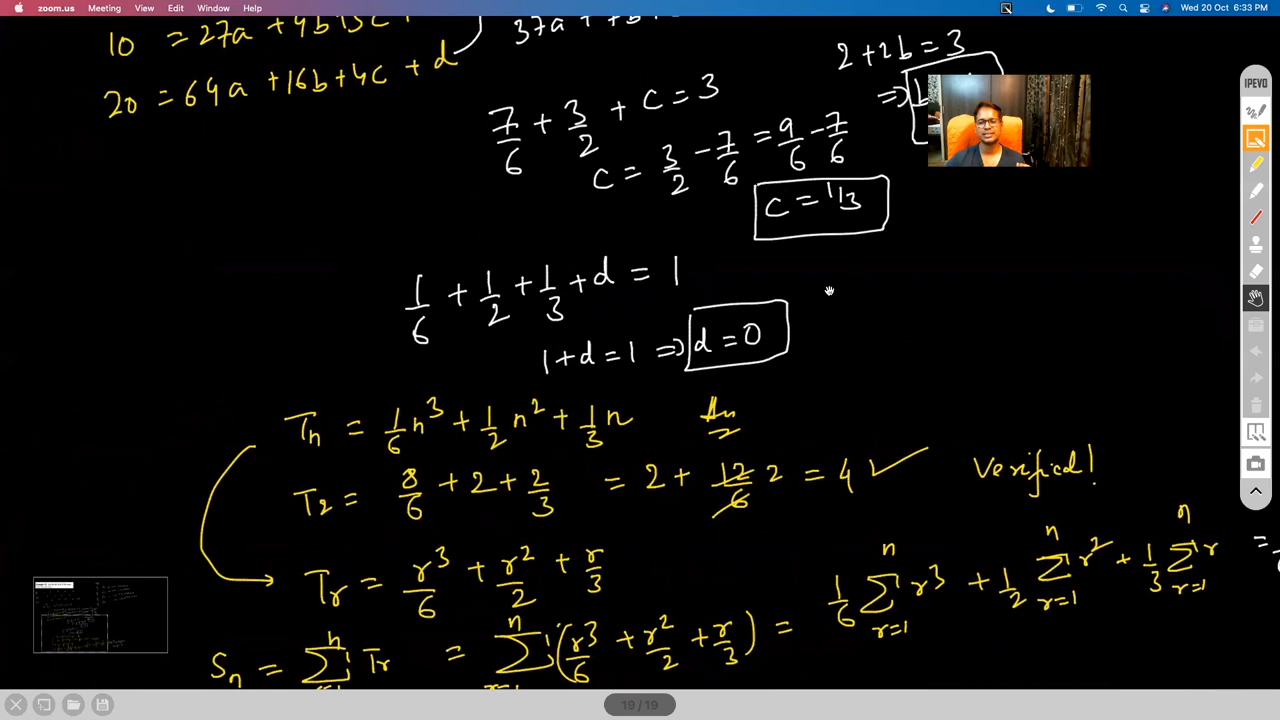 zoom.us Meeting View Edit Window Help Wed 20 Oct 6:33 PM
10 = 27a + 9b +3c +
20 = 64a +16b+4c + d
2 +2b = 3
⇒
7/6 + 3/2 + c = 3
c = 3/2 - 7/6 = 9/6 - 7/6
c = 1/3
1/6 + 1/2 + 1/3 + d = 1
1+d = 1 ⇒ d = 0
Tn = 1/6 n³ + 1/2 n² + 1/3 n
T2 = 8/6 + 2 + 2/3 = 2 + 12/6 2 = 4 ✓ Verified!
Tr = r³/6 + r²/2 + r/3
Sn = Σ Tr = Σ (r³/6 + r²/2 + r/3) = 1/6 Σ r³ + 1/2 Σ r² + 1/3 Σ r =
IPEVO
19 / 19